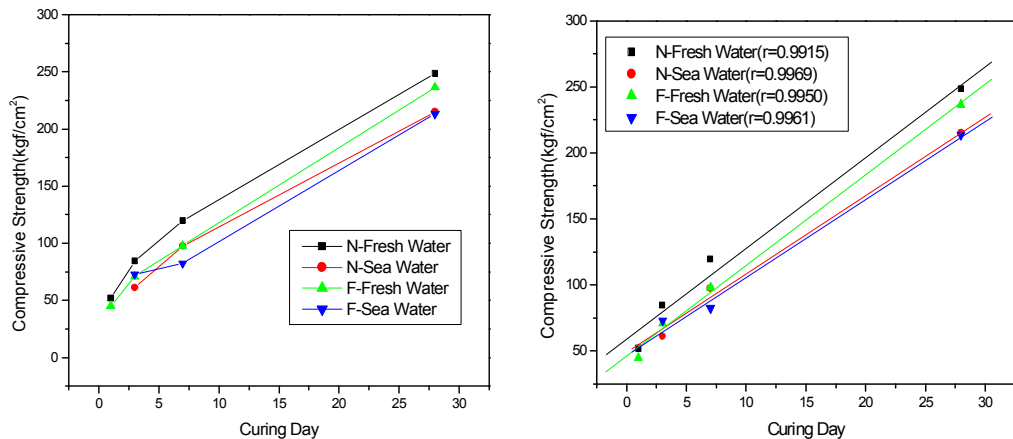 300
250
200
150
100
50
0
Compressive Strength(kgf/cm²)
N-Fresh Water
N-Sea Water
F-Fresh Water
F-Sea Water
0 5 10 15 20 25 30
Curing Day
300
250
200
150
100
50
Compressive Strength(kgf/cm²)
N-Fresh Water(r=0.9915)
N-Sea Water(r=0.9969)
F-Fresh Water(r=0.9950)
F-Sea Water(r=0.9961)
0 5 10 15 20 25 30
Curing Day